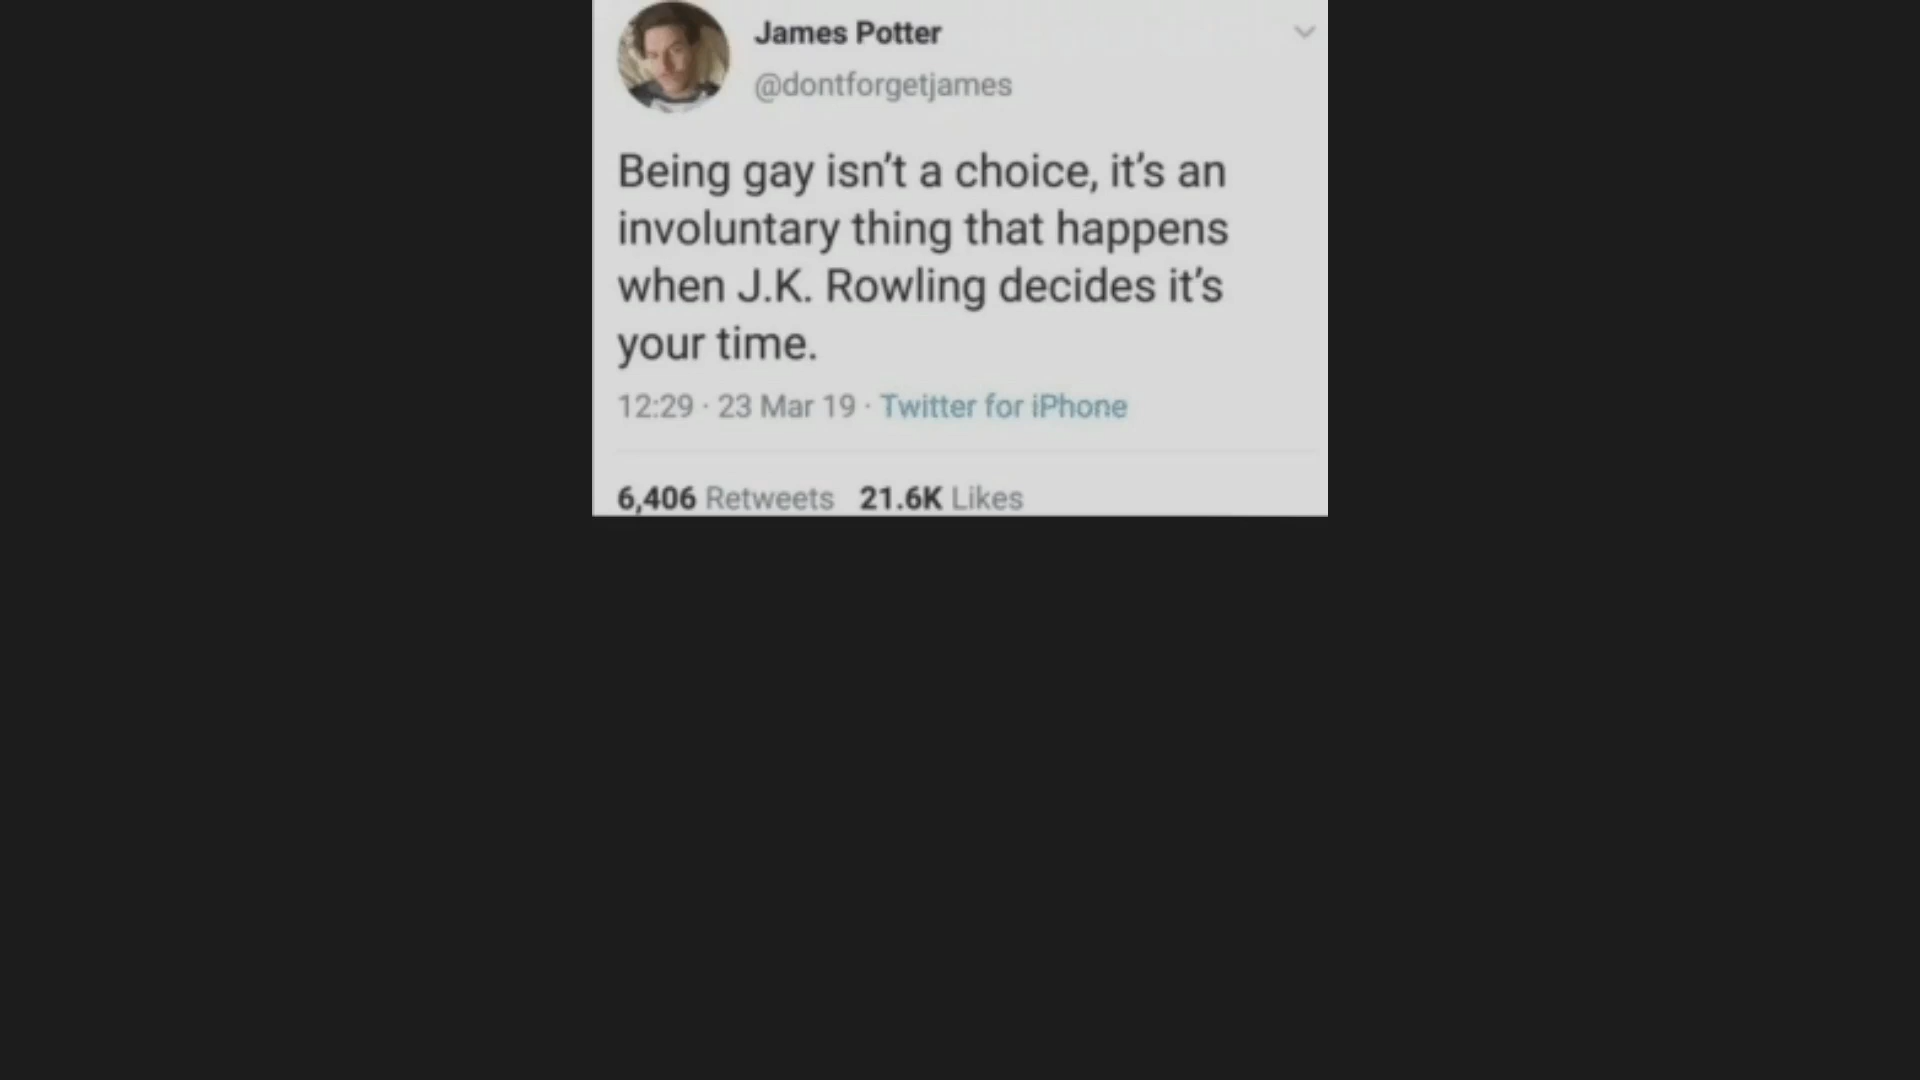 James Potter
@dontforgetjames
Being gay isn’t a choice, it’s an
involuntary thing that happens
when J.K. Rowling decides it’s
your time.
12:29 · 23 Mar 19 · Twitter for iPhone
6,406 Retweets 21.6K Likes